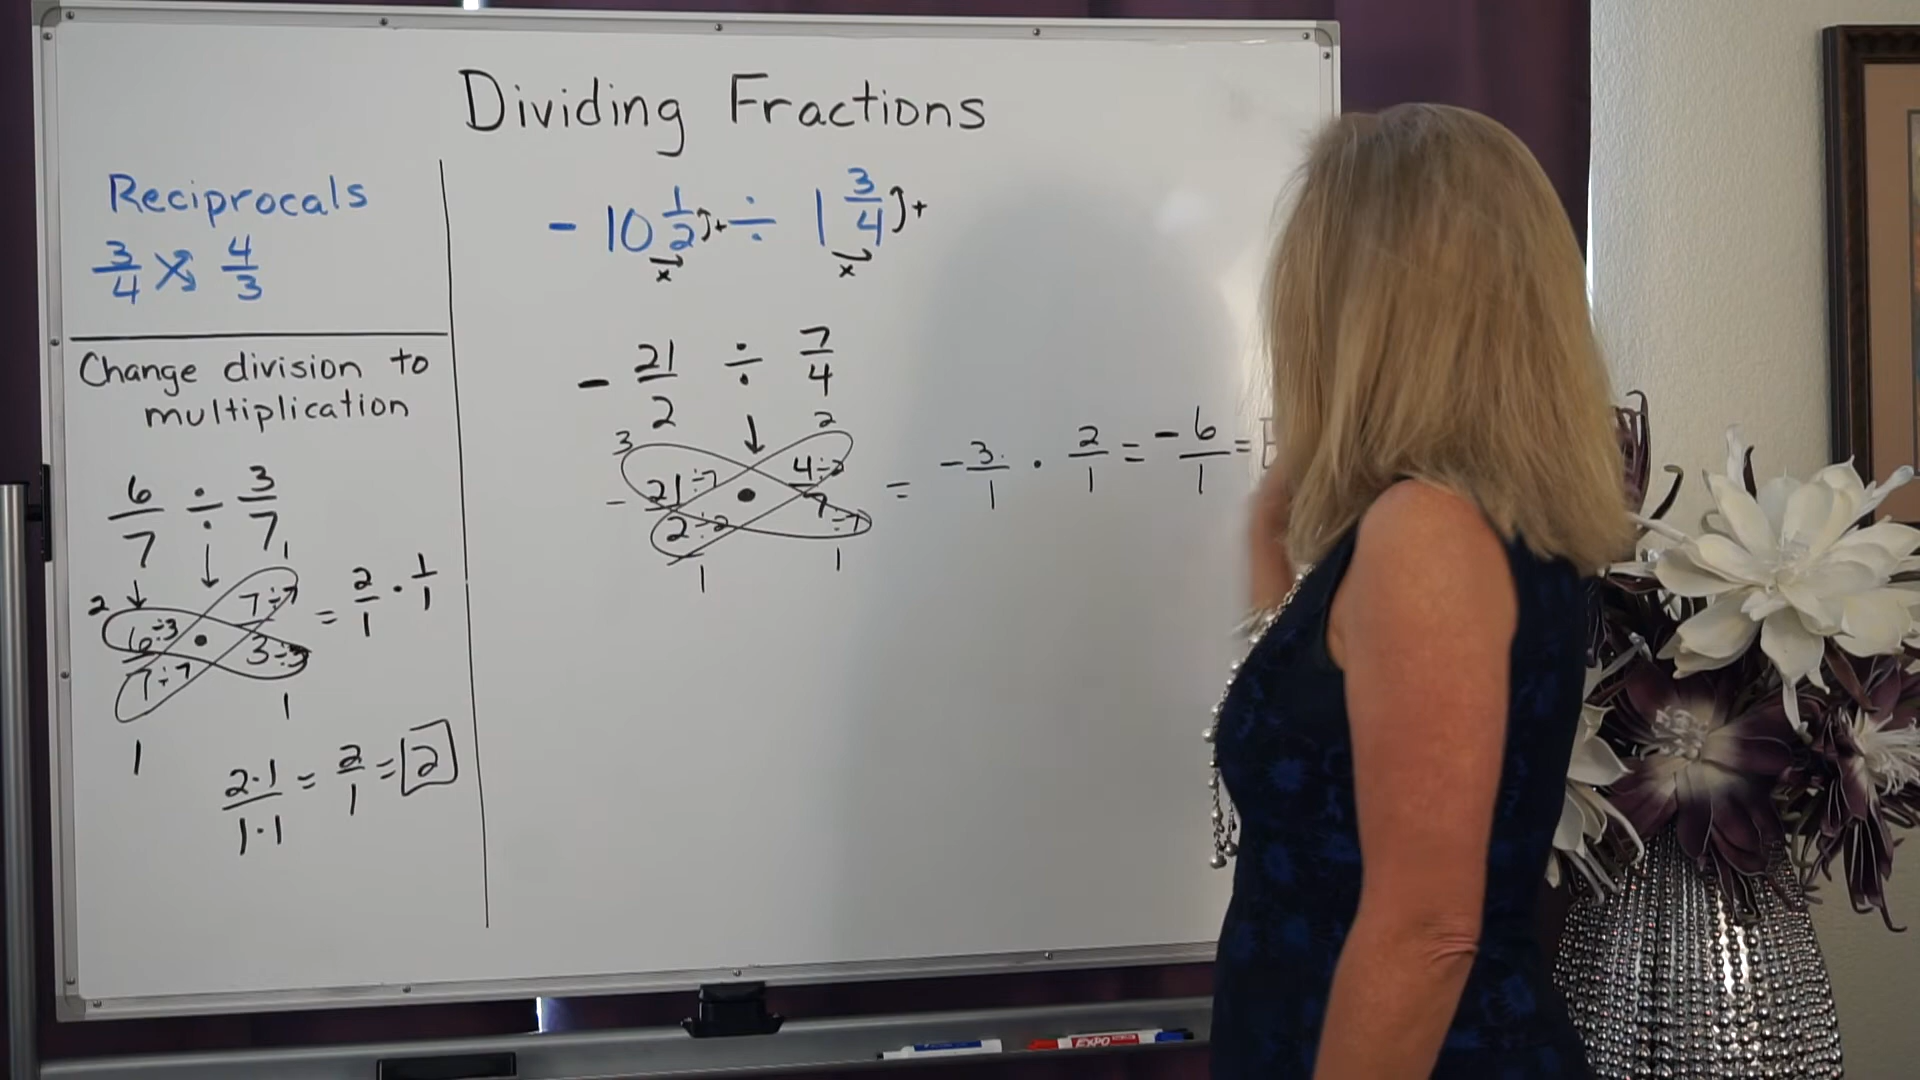 Dividing Fractions
Reciprocals
3/4 4/3
Change division to
multiplication
6/7 ÷ 3/7
2 1
6÷3/7÷7 • 7÷7/3÷3 = 2/1 · 1/1
1 1
2·1/1·1 = 2/1 = 2
- 10 1/2 + ÷ 1 3/4 +
x x
- 21/2 ÷ 7/4
3 2
- 21÷7/2÷2 • 4÷2/7÷7 = -3/1 · 2/1 = -6/1 =
1 1
EXPO